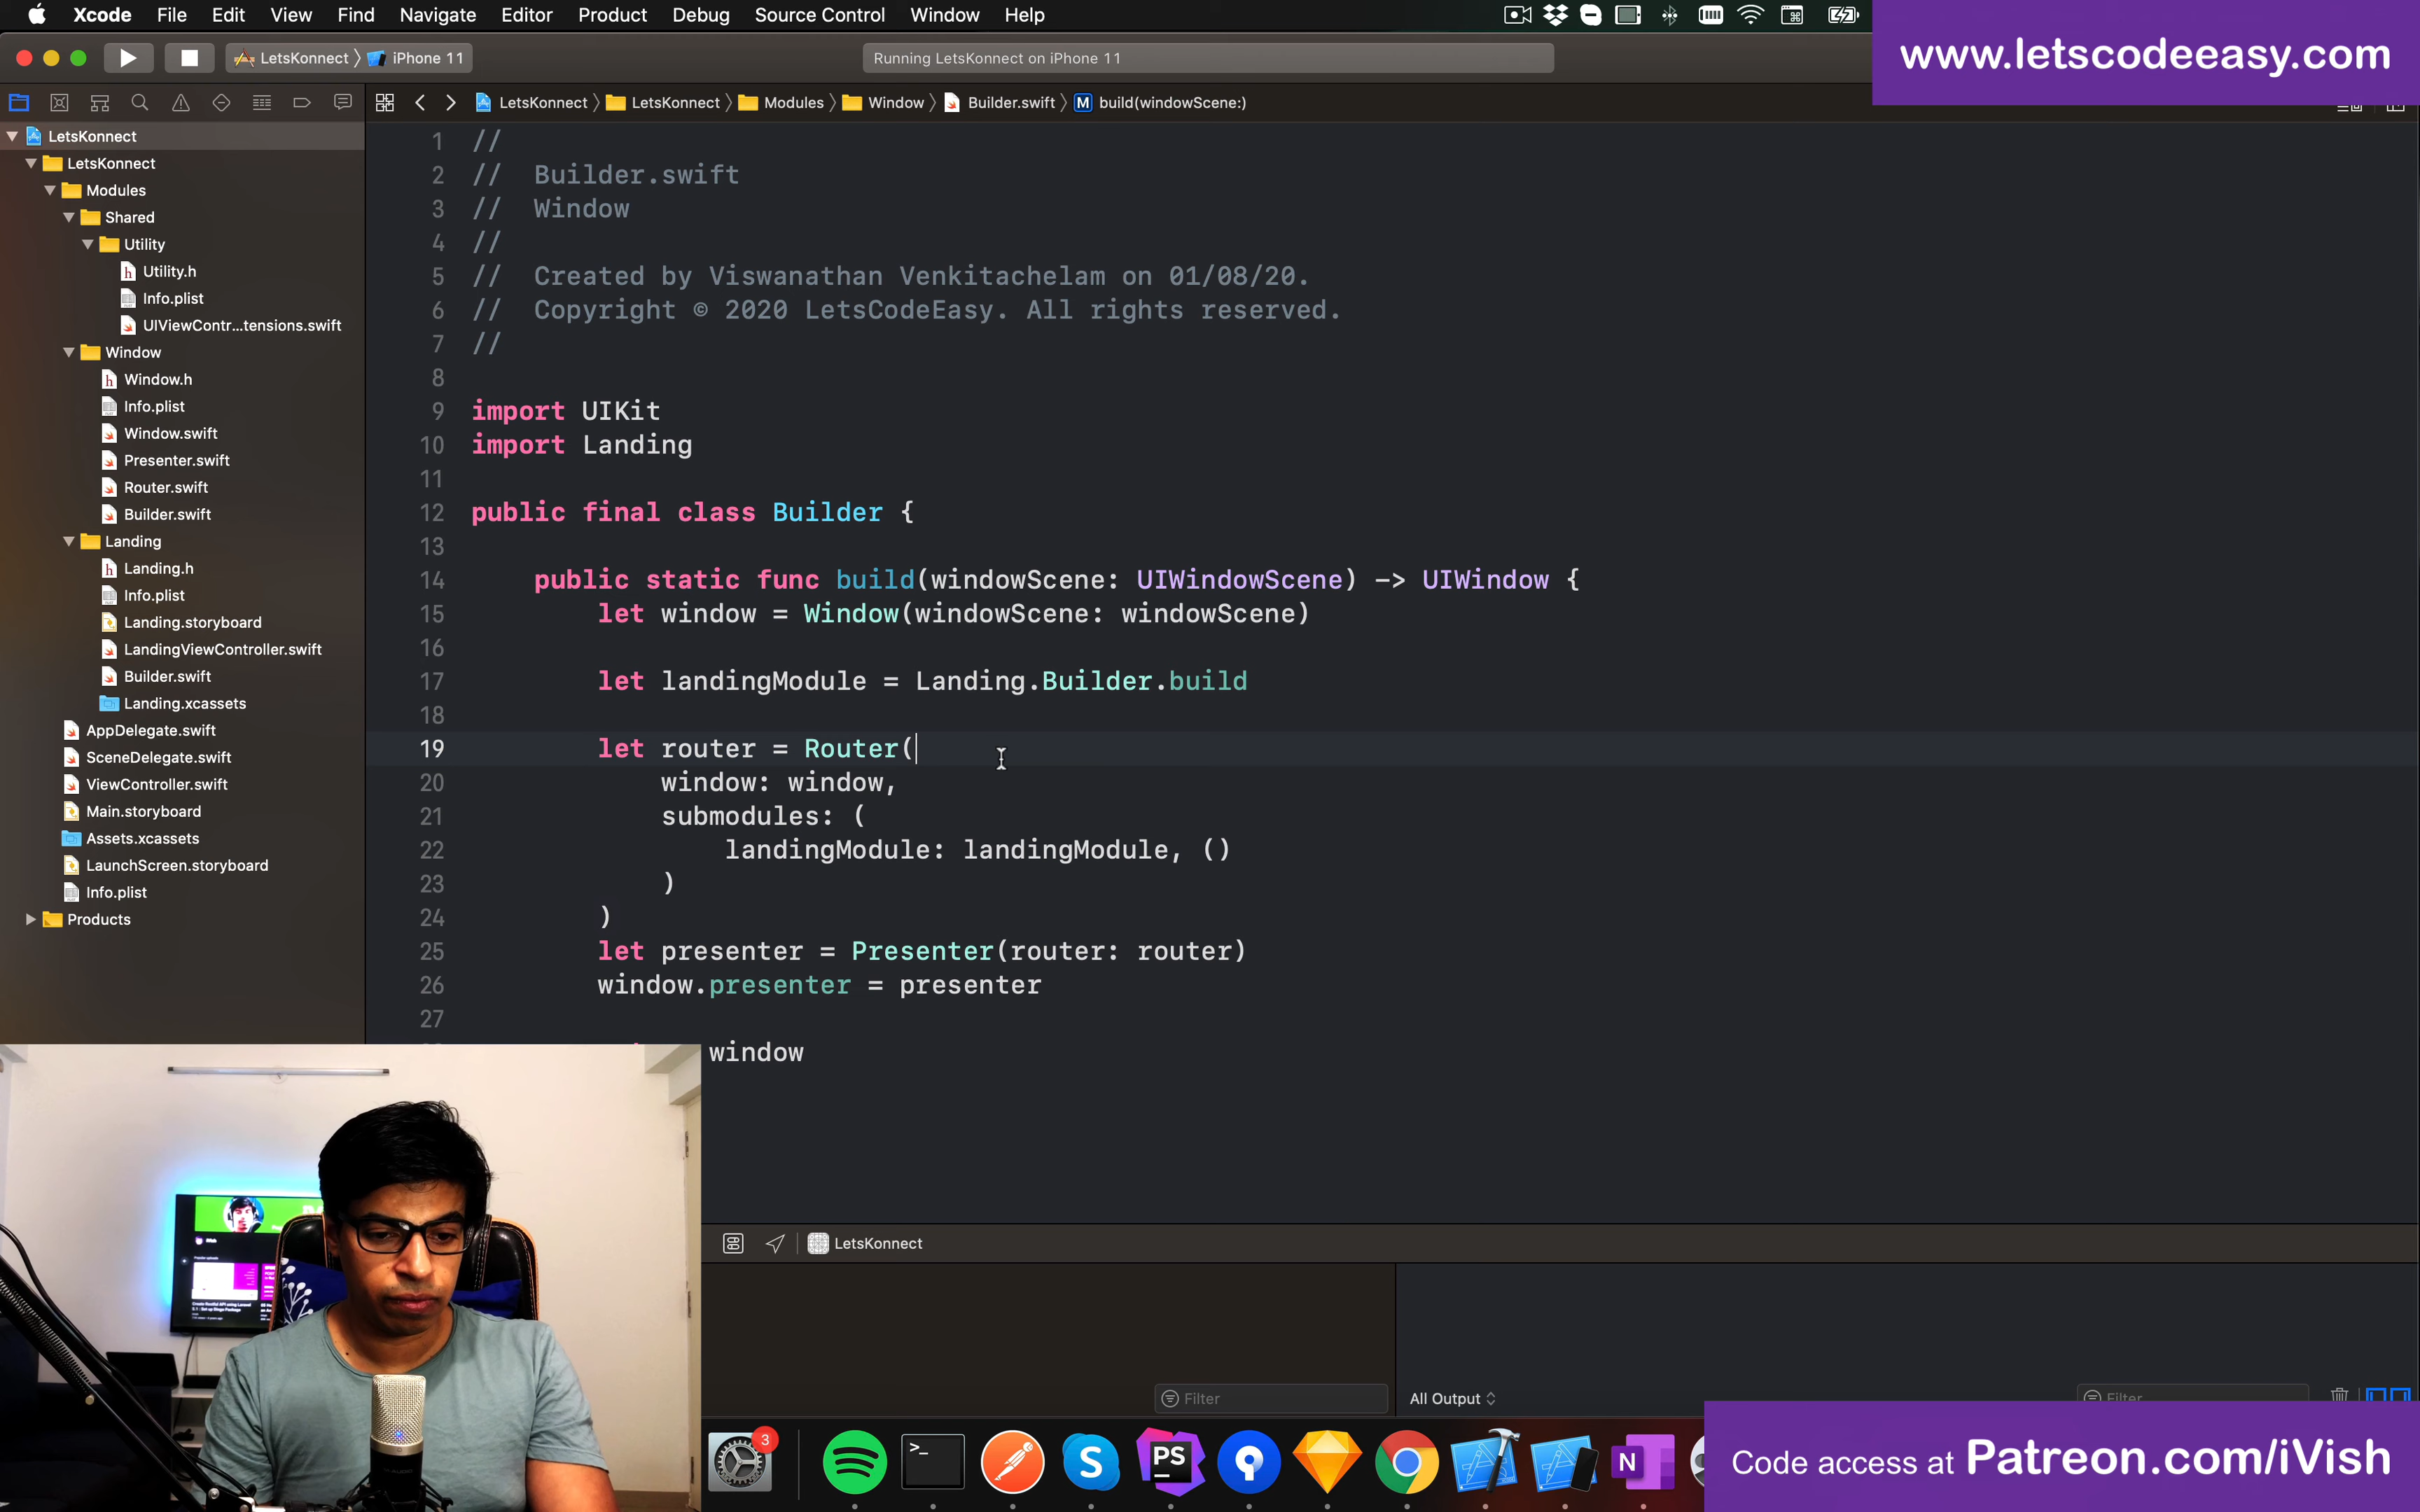 Xcode File Edit View Find Navigate Editor Product Debug Source Control Window Help
www.letscodeeasy.com
LetsKonnect iPhone 11
Running LetsKonnect on iPhone 11
LetsKonnect LetsKonnect Modules Window Builder.swift M build(windowScene:)
LetsKonnect
LetsKonnect
Modules
Shared
Utility
h Utility.h
Info.plist
UIViewContr...tensions.swift
Window
h Window.h
Info.plist
Window.swift
Presenter.swift
Router.swift
Builder.swift
Landing
h Landing.h
Info.plist
Landing.storyboard
LandingViewController.swift
Builder.swift
Landing.xcassets
AppDelegate.swift
SceneDelegate.swift
ViewController.swift
Main.storyboard
Assets.xcassets
LaunchScreen.storyboard
Info.plist
Products
1 //
2 // Builder.swift
3 // Window
4 //
5 // Created by Viswanathan Venkitachelam on 01/08/20.
6 // Copyright © 2020 LetsCodeEasy. All rights reserved.
7 //
8
9 import UIKit
10 import Landing
11
12 public final class Builder {
13
14 public static func build(windowScene: UIWindowScene) -> UIWindow {
15 let window = Window(windowScene: windowScene)
16
17 let landingModule = Landing.Builder.build
18
19 let router = Router(
20 window: window,
21 submodules: (
22 landingModule: landingModule, ()
23 )
24 )
25 let presenter = Presenter(router: router)
26 window.presenter = presenter
27
window
LetsKonnect
Filter
All Output
Filter
3
>_
S
PS
N
Code access at Patreon.com/iVish